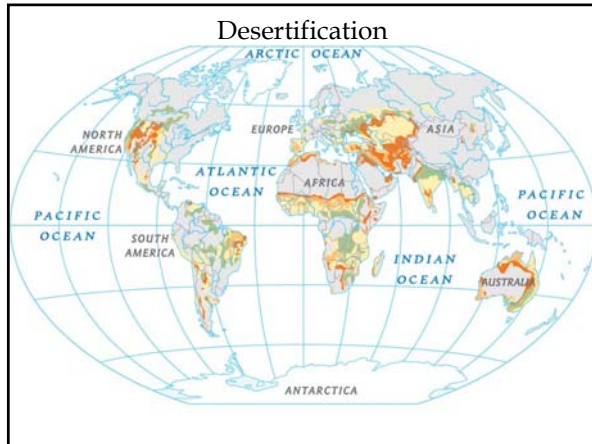 Desertification
ARCTIC OCEAN
NORTH
AMERICA
EUROPE
ASIA
ATLANTIC
OCEAN
AFRICA
PACIFIC
OCEAN
PACIFIC
OCEAN
SOUTH
AMERICA
INDIAN
OCEAN
AUSTRALIA
ANTARCTICA